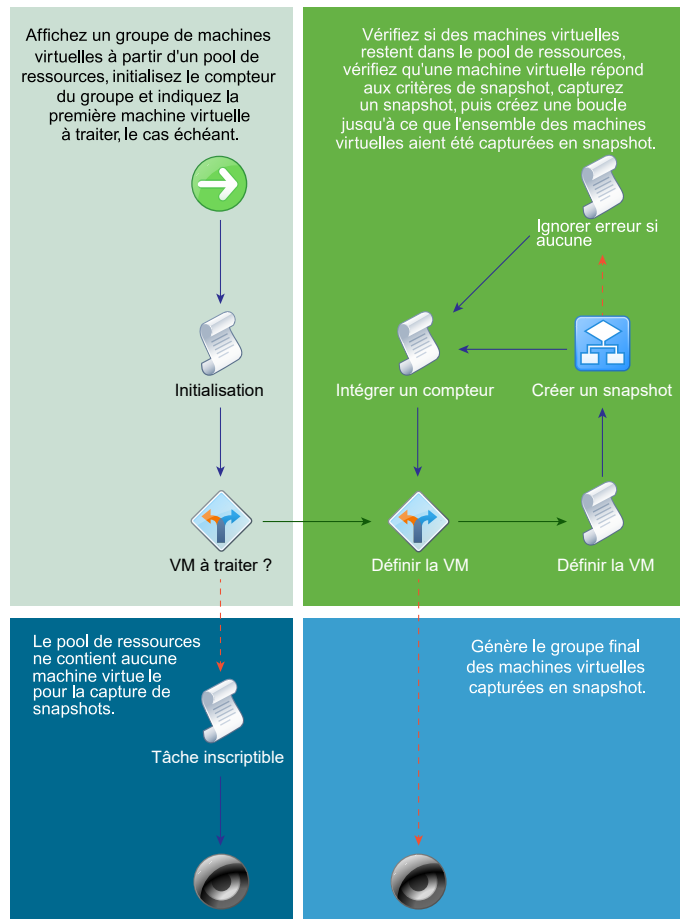 Affichez un groupe de machines
virtuelles à partir d'un pool de
ressources, initialisez le compteur
du groupe et indiquez la
première machine virtuelle
à traiter, le cas échéant.
Vérifiez si des machines virtuelles
restent dans le pool de ressources,
vérifiez qu'une machine virtuelle répond
aux critères de snapshot, capturez
un snapshot, puis créez une boucle
jusqu'à ce que l'ensemble des machines
virtuelles aient été capturées en snapshot.
Ignorer erreur si
aucune
Initialisation
Intégrer un compteur
Créer un snapshot
VM à traiter ?
Définir la VM
Définir la VM
Le pool de ressources
ne contient aucune
machine virtue le
pour la capture de
snapshots.
Tâche inscriptible
Génère le groupe final
des machines virtuelles
capturées en snapshot.